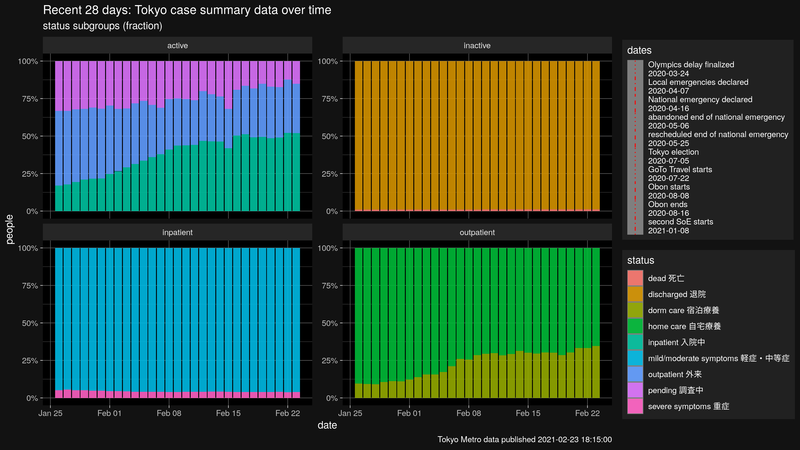 Recent 28 days: Tokyo case summary data over time
status subgroups (fraction)
active
inactive
100%
75%
50%
25%
0%
100%
75%
50%
25%
0%
inpatient
outpatient
100%
75%
50%
25%
0%
100%
75%
50%
25%
0%
Jan 25
Feb 01
Feb 08
Feb 15
Feb 22
Jan 25
Feb 01
Feb 08
Feb 15
Feb 22
people
date
dates
Olympics delay finalized
2020-03-24
Local emergencies declared
2020-04-07
National emergency declared
2020-04-16
abandoned end of national emergency
2020-05-06
rescheduled end of national emergency
2020-05-25
Tokyo election
2020-07-05
GoTo Travel starts
2020-07-22
Obon starts
2020-08-08
Obon ends
2020-08-16
second SoE starts
2021-01-08
status
dead 死亡
discharged 退院
dorm care 宿泊療養
home care 自宅療養
inpatient 入院中
mild/moderate symptoms 軽症・中等症
outpatient 外来
pending 調査中
severe symptoms 重症
Tokyo Metro data published 2021-02-23 18:15:00